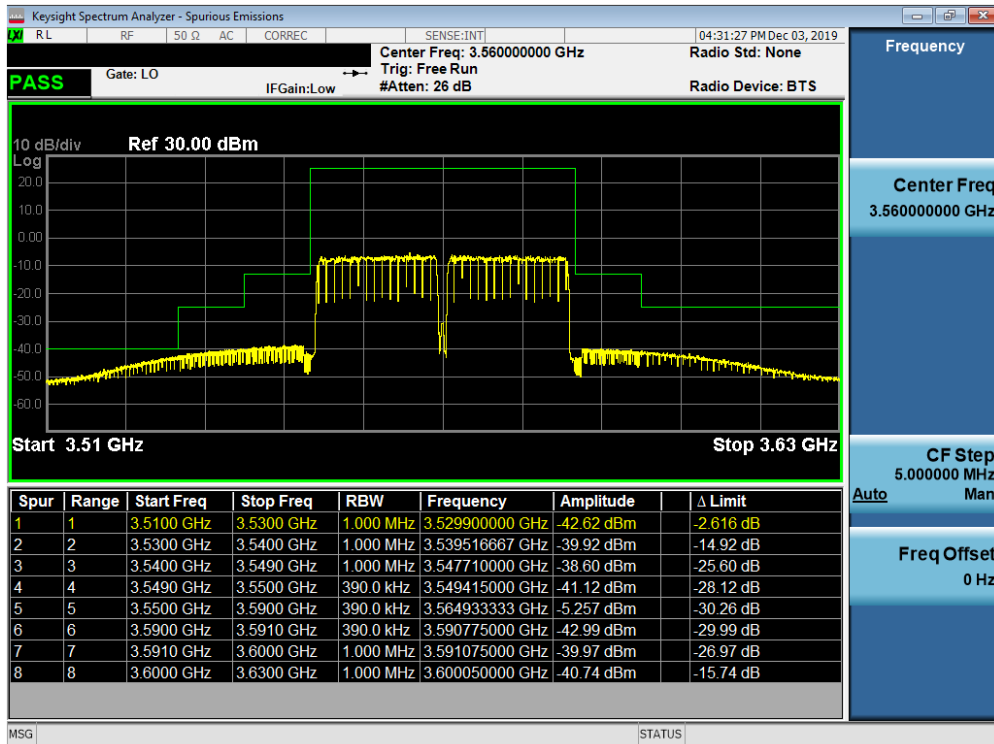 Keysight Spectrum Analyzer - Spurious Emissions
LXI RL RF 50 Ω AC CORREC SENSE:INT 04:31:27 PM Dec 03, 2019
Center Freq: 3.560000000 GHz Radio Std: None
Trig: Free Run
PASS Gate: LO IFGain:Low #Atten: 26 dB Radio Device: BTS
10 dB/div Ref 30.00 dBm
Log
20.0
10.0
0.00
-10.0
-20.0
-30.0
-40.0
-50.0
-60.0
Start 3.51 GHz Stop 3.63 GHz
Spur Range Start Freq Stop Freq RBW Frequency Amplitude Δ Limit
1 1 3.5100 GHz 3.5300 GHz 1.000 MHz 3.529900000 GHz -42.62 dBm -2.616 dB
2 2 3.5300 GHz 3.5400 GHz 1.000 MHz 3.539516667 GHz -39.92 dBm -14.92 dB
3 3 3.5400 GHz 3.5490 GHz 1.000 MHz 3.547710000 GHz -38.60 dBm -25.60 dB
4 4 3.5490 GHz 3.5500 GHz 390.0 kHz 3.549415000 GHz -41.12 dBm -28.12 dB
5 5 3.5500 GHz 3.5900 GHz 390.0 kHz 3.564933333 GHz -5.257 dBm -30.26 dB
6 6 3.5900 GHz 3.5910 GHz 390.0 kHz 3.590775000 GHz -42.99 dBm -29.99 dB
7 7 3.5910 GHz 3.6000 GHz 1.000 MHz 3.591075000 GHz -39.97 dBm -26.97 dB
8 8 3.6000 GHz 3.6300 GHz 1.000 MHz 3.600050000 GHz -40.74 dBm -15.74 dB
MSG STATUS
Frequency
Center Freq
3.560000000 GHz
CF Step
5.000000 MHz
Auto Man
Freq Offset
0 Hz